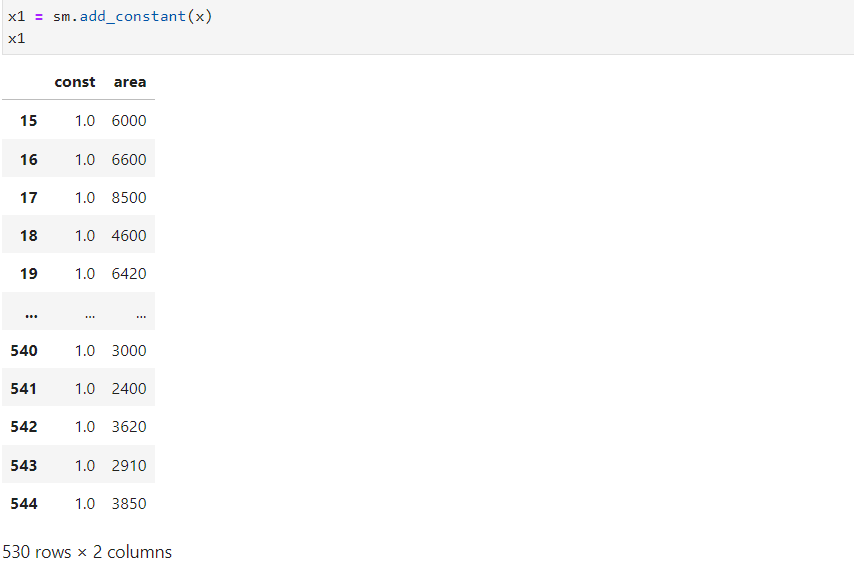 x1 = sm.add_constant(x)
x1
const area
15 1.0 6000
16 1.0 6600
17 1.0 8500
18 1.0 4600
19 1.0 6420
... ... ...
540 1.0 3000
541 1.0 2400
542 1.0 3620
543 1.0 2910
544 1.0 3850
530 rows × 2 columns